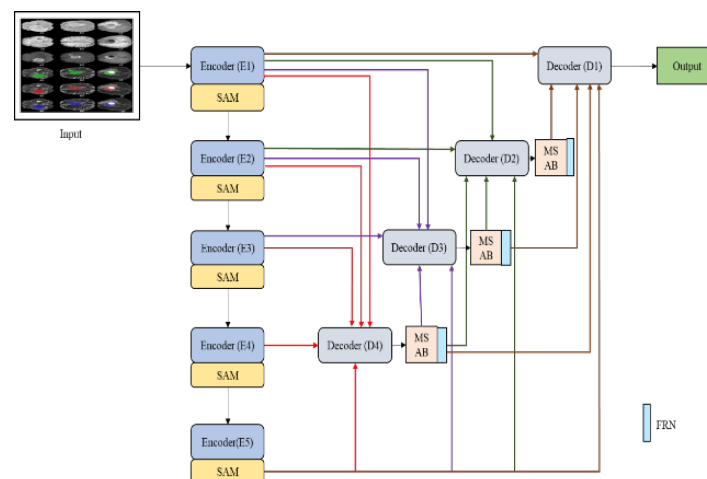 Encoder (E1)
Decoder (D1)
Output
SAM
Input
Encoder (E2)
Decoder (D2)
MS
AB
SAM
Encoder (E3)
Decoder (D3)
MS
AB
SAM
Encoder (E4)
Decoder (D4)
MS
AB
SAM
FRN
Encoder(E5)
SAM